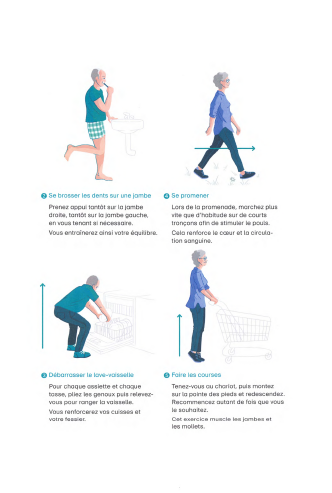 2 Se brosser les dents sur une jambe
Prenez appui tantôt sur la jambe
droite, tantôt sur la jambe gauche,
en vous tenant si nécessaire.
Vous entraînerez ainsi votre équilibre.
4 Se promener
Lors de la promenade, marchez plus
vite que d'habitude sur de courts
tronçons afin de stimuler le pouls.
Cela renforce le cœur et la circula-
tion sanguine.
3 Débarrasser le lave-vaisselle
Pour chaque assiette et chaque
tasse, pliez les genoux puis relevez-
vous pour ranger la vaisselle.
Vous renforcerez vos cuisses et
votre fessier.
5 Faire les courses
Tenez-vous au chariot, puis montez
sur la pointe des pieds et redescendez.
Recommencez autant de fois que vous
le souhaitez.
Cet exercice muscle les jambes et
les mollets.